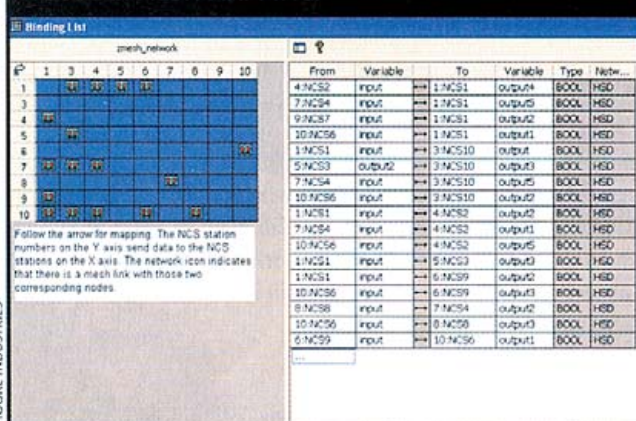 Binding List
zmesh_network
1 3 4 5 6 7 8 9 10
1
3
4
5
6
7
8
9
10
Follow the arrow for mapping. The NCS station
numbers on the Y axis send data to the NCS
stations on the X axis. The network icon indicates
that there is a mesh link with those two
corresponding nodes.
From Variable To Variable Type Netw...
4:NCS2 input 1:NCS1 output4 BOOL HSD
7:NCS4 input 1:NCS1 output5 BOOL HSD
9:NCS7 input 1:NCS1 output2 BOOL HSD
10:NCS6 input 1:NCS1 output1 BOOL HSD
1:NCS1 input 3:NCS10 output BOOL HSD
5:NCS3 output2 3:NCS10 output3 BOOL HSD
7:NCS4 input 3:NCS10 output5 BOOL HSD
10:NCS6 input 3:NCS10 output2 BOOL HSD
1:NCS1 input 4:NCS2 output2 BOOL HSD
7:NCS4 input 4:NCS2 output5 BOOL HSD
10:NCS6 input 4:NCS2 output1 BOOL HSD
1:NCS1 input 5:NCS3 output3 BOOL HSD
1:NCS1 input 6:NCS9 output2 BOOL HSD
10:NCS6 input 6:NCS9 output3 BOOL HSD
8:NCS8 input 7:NCS4 output2 BOOL HSD
10:NCS6 input 8:NCS8 output3 BOOL HSD
6:NCS9 input 10:NCS6 output1 BOOL HSD
...
INDUSTRIES